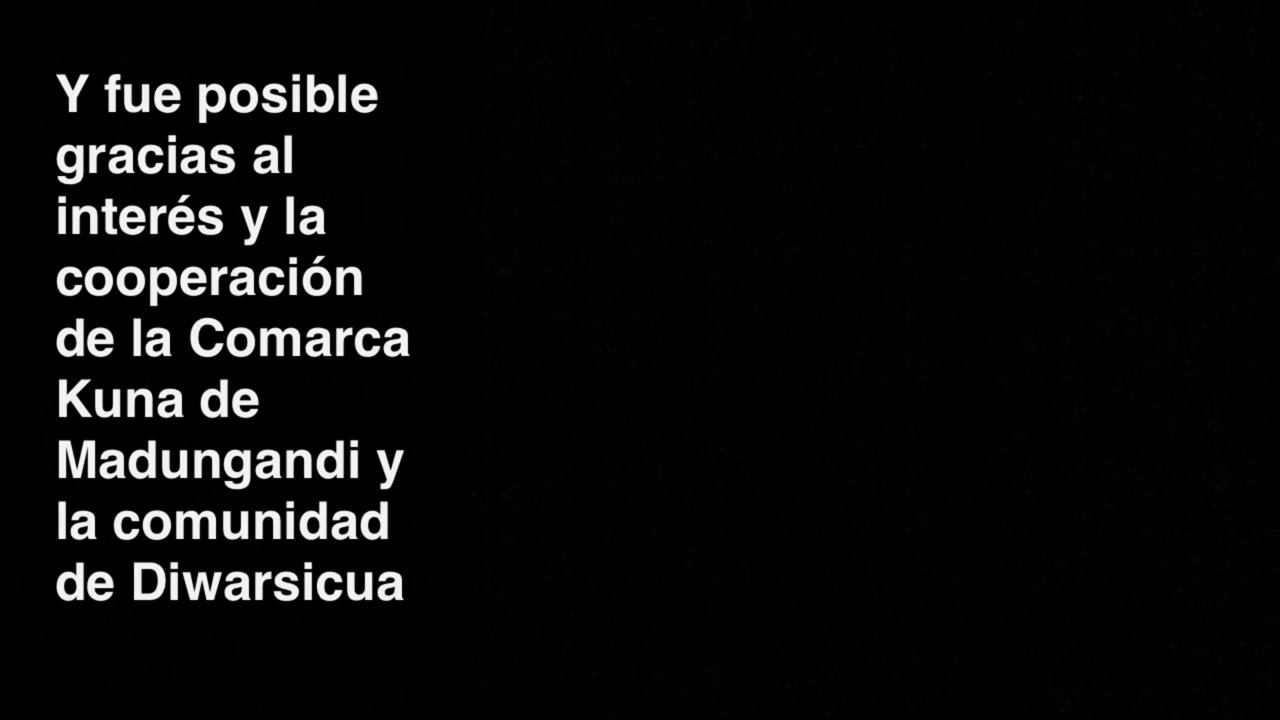 Y fue posible
gracias al
interés y la
cooperación
de la Comarca
Kuna de
Madungandi y
la comunidad
de Diwarsicua